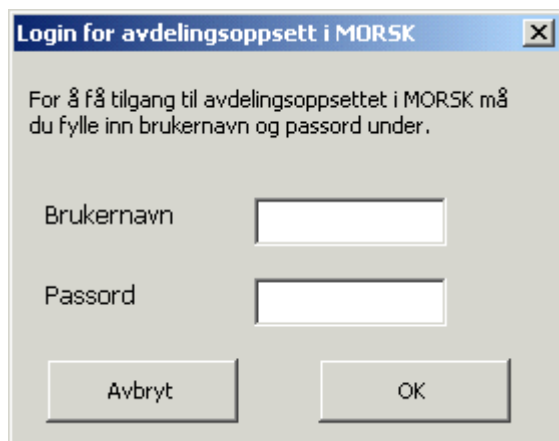 Login for avdelingsoppsett i MORSK
For å få tilgang til avdelingsoppsettet i MORSK må
du fylle inn brukernavn og passord under.
Brukernavn
Passord
Avbryt
OK